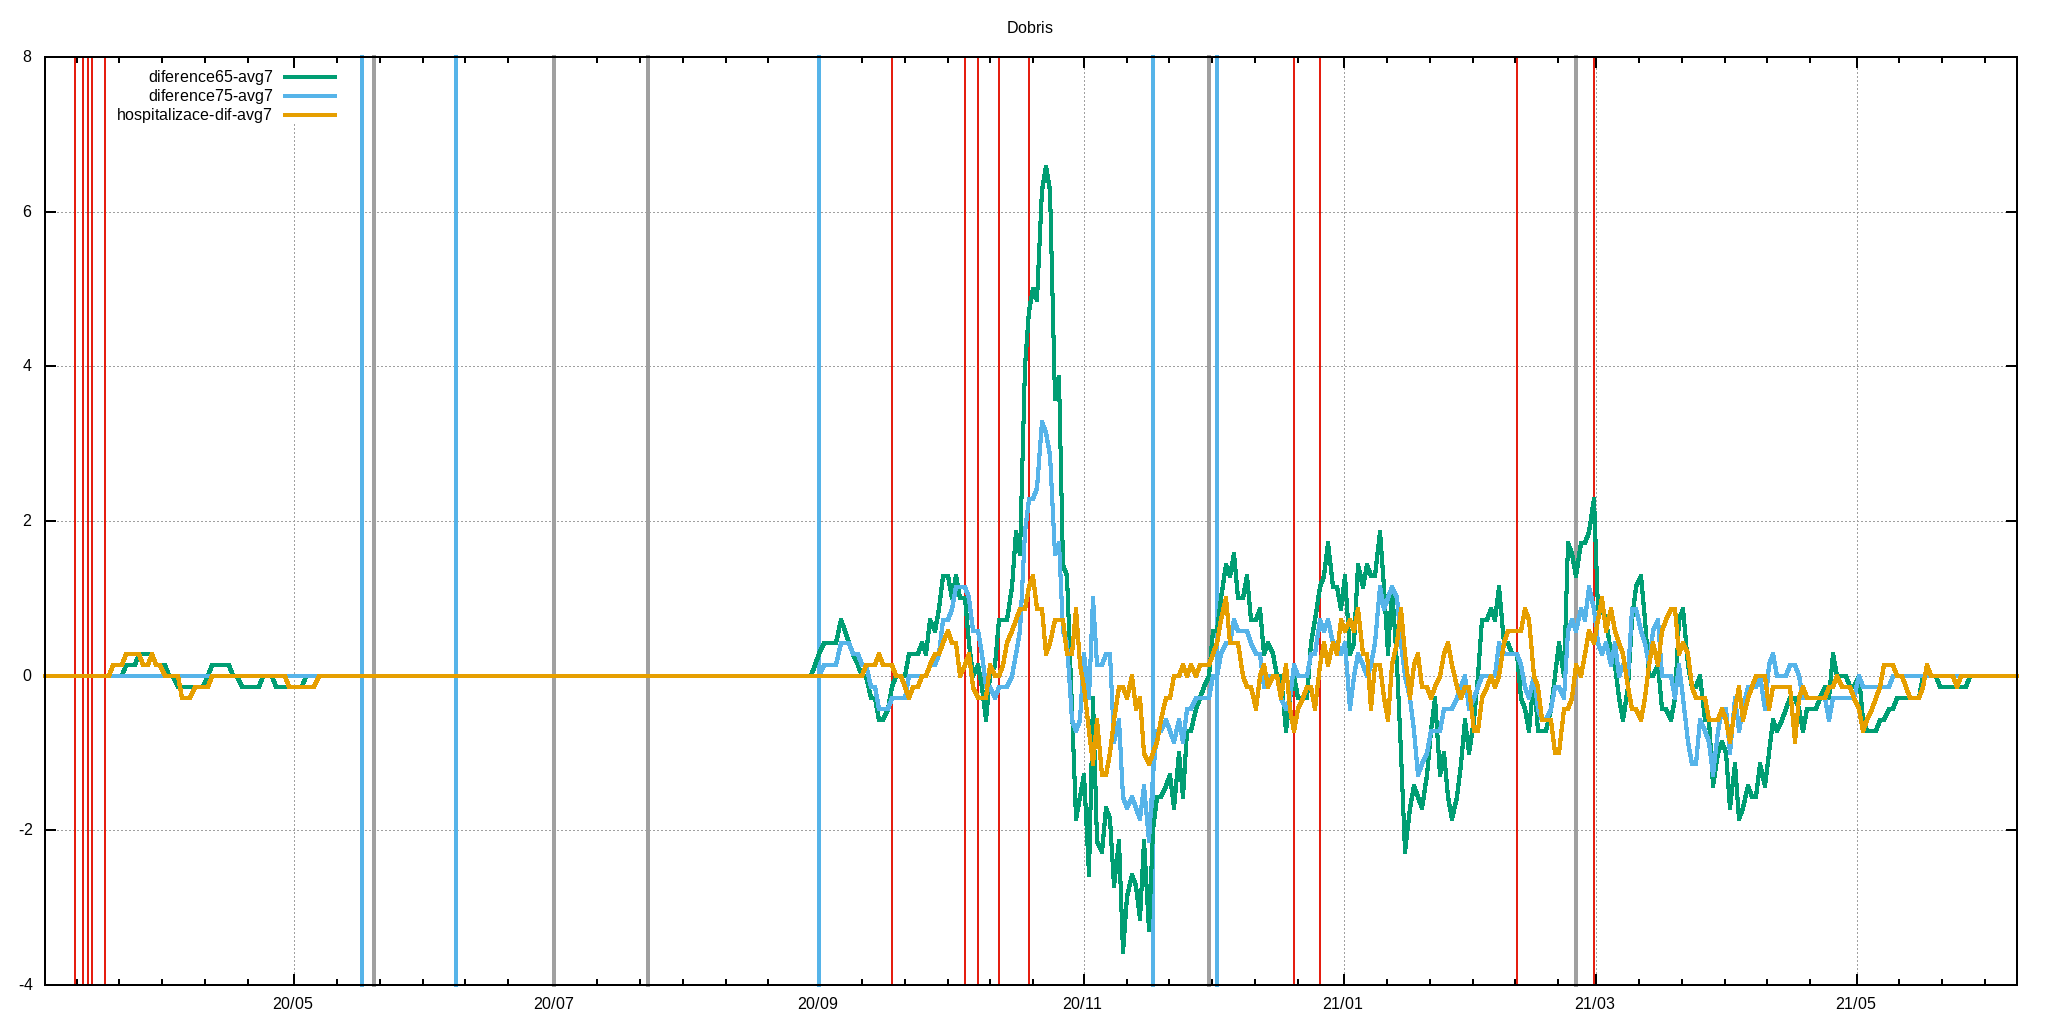 Dobris
8
diference65-avg7
diference75-avg7
hospitalizace-dif-avg7
6
4
2
0
-2
-4
20/05 20/07 20/09 20/11 21/01 21/03 21/05